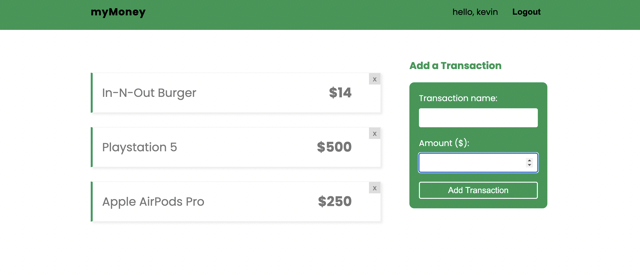 myMoney
hello, kevin
Logout
In-N-Out Burger
$14
x
Playstation 5
$500
x
Apple AirPods Pro
$250
x
Add a Transaction
Transaction name:
Amount ($):
Add Transaction